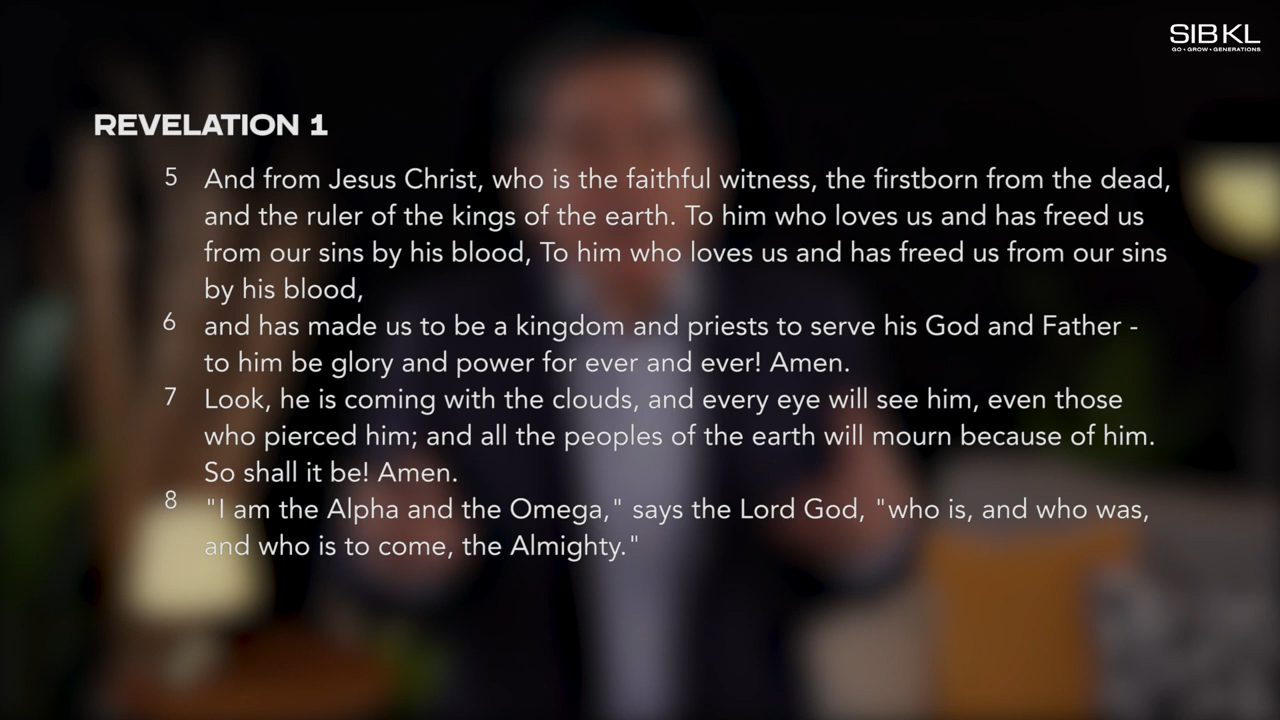 SIBKL
GO • GROW • GENERATIONS
REVELATION 1
5 And from Jesus Christ, who is the faithful witness, the firstborn from the dead,
and the ruler of the kings of the earth. To him who loves us and has freed us
from our sins by his blood, To him who loves us and has freed us from our sins
by his blood,
6 and has made us to be a kingdom and priests to serve his God and Father -
to him be glory and power for ever and ever! Amen.
7 Look, he is coming with the clouds, and every eye will see him, even those
who pierced him; and all the peoples of the earth will mourn because of him.
So shall it be! Amen.
8 "I am the Alpha and the Omega," says the Lord God, "who is, and who was,
and who is to come, the Almighty."